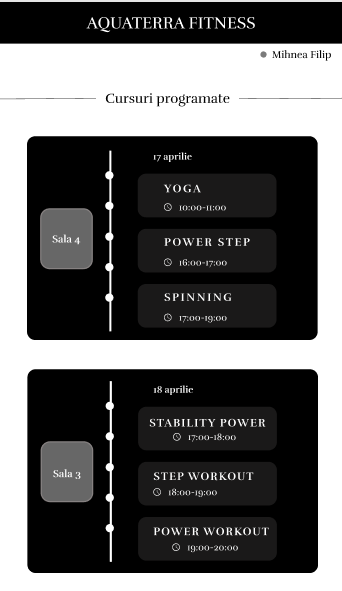 AQUATERRA FITNESS
Mihnea Filip
Cursuri programate
17 aprilie
Sala 4
YOGA
10:00-11:00
POWER STEP
16:00-17:00
SPINNING
17:00-19:00
18 aprilie
Sala 3
STABILITY POWER
17:00-18:00
STEP WORKOUT
18:00-19:00
POWER WORKOUT
19:00-20:00